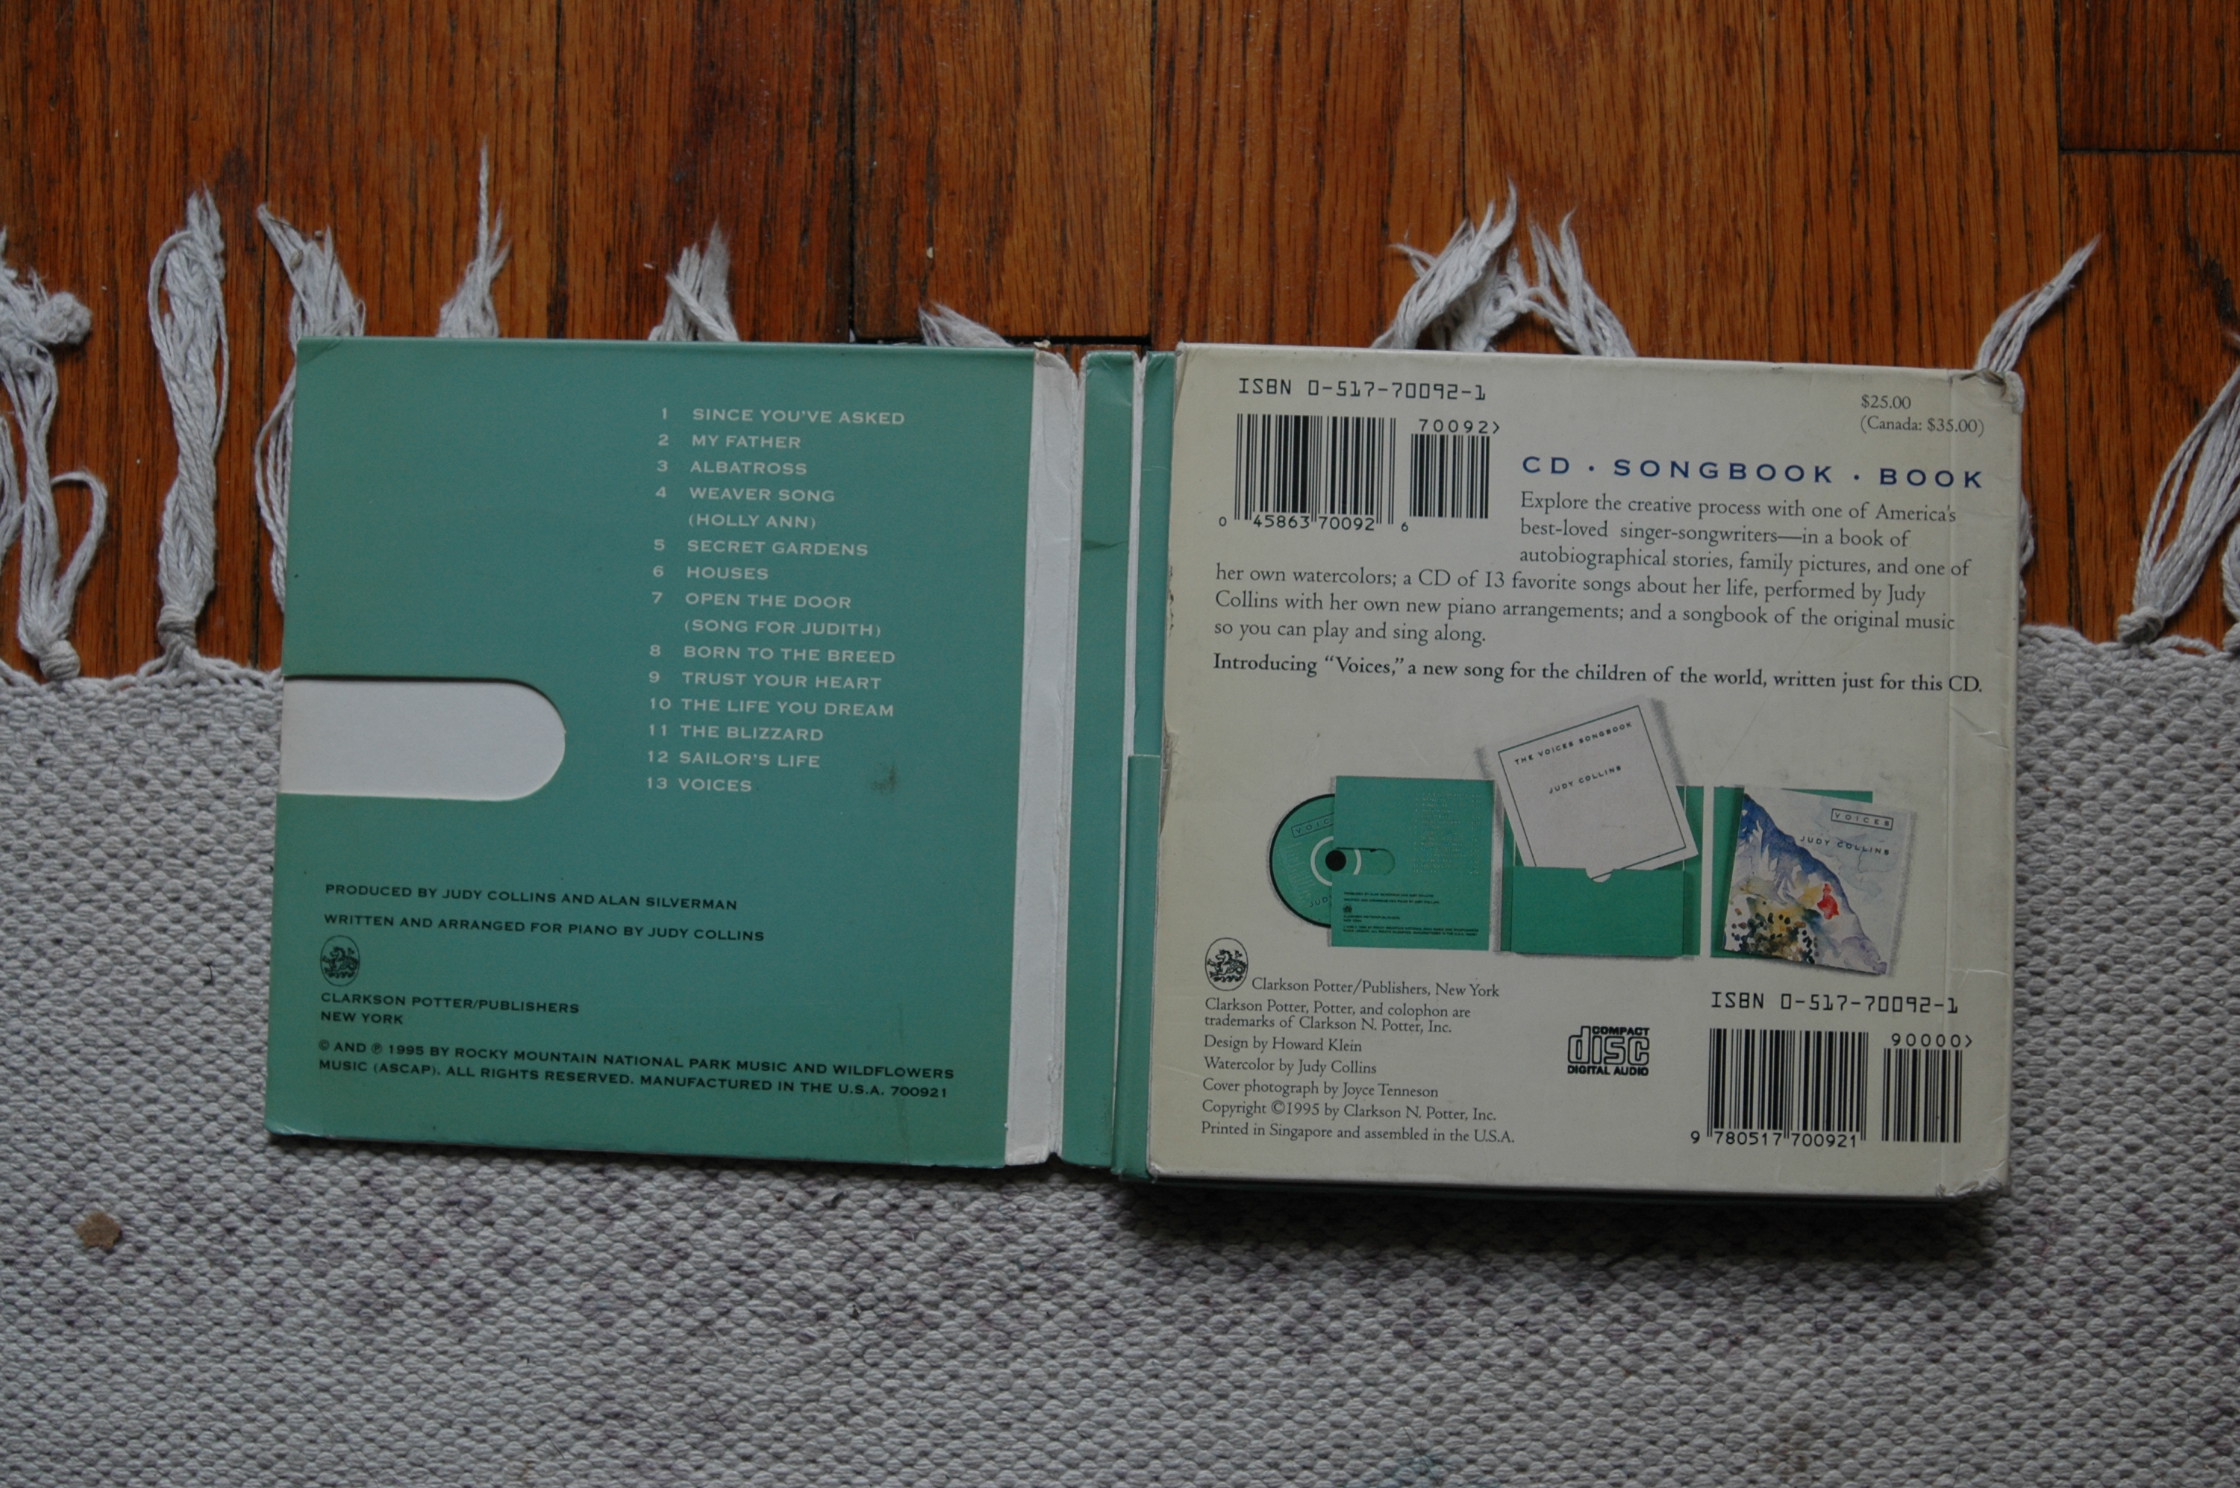 1 SINCE YOU'VE ASKED
2 MY FATHER
3 ALBATROSS
4 WEAVER SONG
(HOLLY ANN)
5 SECRET GARDENS
6 HOUSES
7 OPEN THE DOOR
(SONG FOR JUDITH)
8 BORN TO THE BREED
9 TRUST YOUR HEART
10 THE LIFE YOU DREAM
11 THE BLIZZARD
12 SAILOR'S LIFE
13 VOICES
PRODUCED BY JUDY COLLINS AND ALAN SILVERMAN
WRITTEN AND ARRANGED FOR PIANO BY JUDY COLLINS
CLARKSON POTTER/PUBLISHERS
NEW YORK
© AND ℗ 1995 BY ROCKY MOUNTAIN NATIONAL PARK MUSIC AND WILDFLOWERS
MUSIC (ASCAP). ALL RIGHTS RESERVED. MANUFACTURED IN THE U.S.A. 700921
ISBN 0-517-70092-1
70092>
0 45863 70092 6
$25.00
(Canada: $35.00)
CD · SONGBOOK · BOOK
Explore the creative process with one of America's
best-loved singer-songwriters—in a book of
autobiographical stories, family pictures, and one of
her own watercolors; a CD of 13 favorite songs about her life, performed by Judy
Collins with her own new piano arrangements; and a songbook of the original music
so you can play and sing along.
Introducing "Voices," a new song for the children of the world, written just for this CD.
THE VOICES SONGBOOK
JUDY COLLINS
VOICES
JUDY COLLINS
Clarkson Potter/Publishers, New York
Clarkson Potter, Potter, and colophon are
trademarks of Clarkson N. Potter, Inc.
Design by Howard Klein
Watercolor by Judy Collins
Cover photograph by Joyce Tenneson
Copyright ©1995 by Clarkson N. Potter, Inc.
Printed in Singapore and assembled in the U.S.A.
COMPACT
disc
DIGITAL AUDIO
ISBN 0-517-70092-1
90000>
9 780517 700921